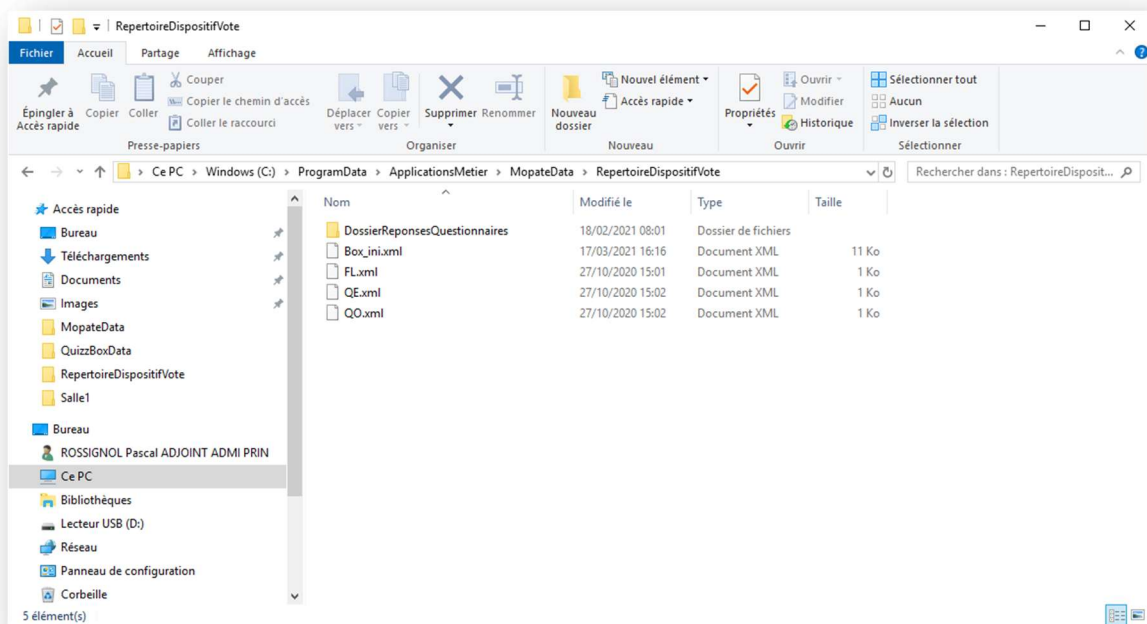 RepertoireDispositifVote
Fichier Accueil Partage Affichage
Épingler à Accès rapide
Copier
Coller
Couper
Copier le chemin d'accès
Coller le raccourci
Presse-papiers
Déplacer vers
Copier vers
Supprimer
Renommer
Organiser
Nouveau dossier
Nouvel élément
Accès rapide
Nouveau
Propriétés
Ouvrir
Modifier
Historique
Ouvrir
Sélectionner tout
Aucun
Inverser la sélection
Sélectionner
Ce PC > Windows (C:) > ProgramData > ApplicationsMetier > MopateData > RepertoireDispositifVote
Rechercher dans : RepertoireDisposit...
Accès rapide
Bureau
Téléchargements
Documents
Images
MopateData
QuizzBoxData
RepertoireDispositifVote
Salle1
Bureau
ROSSIGNOL Pascal ADJOINT ADMI PRIN
Ce PC
Bibliothèques
Lecteur USB (D:)
Réseau
Panneau de configuration
Corbeille
Nom Modifié le Type Taille
DossierReponsesQuestionnaires 18/02/2021 08:01 Dossier de fichiers
Box_ini.xml 17/03/2021 16:16 Document XML 11 Ko
FL.xml 27/10/2020 15:01 Document XML 1 Ko
QE.xml 27/10/2020 15:02 Document XML 1 Ko
QO.xml 27/10/2020 15:02 Document XML 1 Ko
5 élément(s)